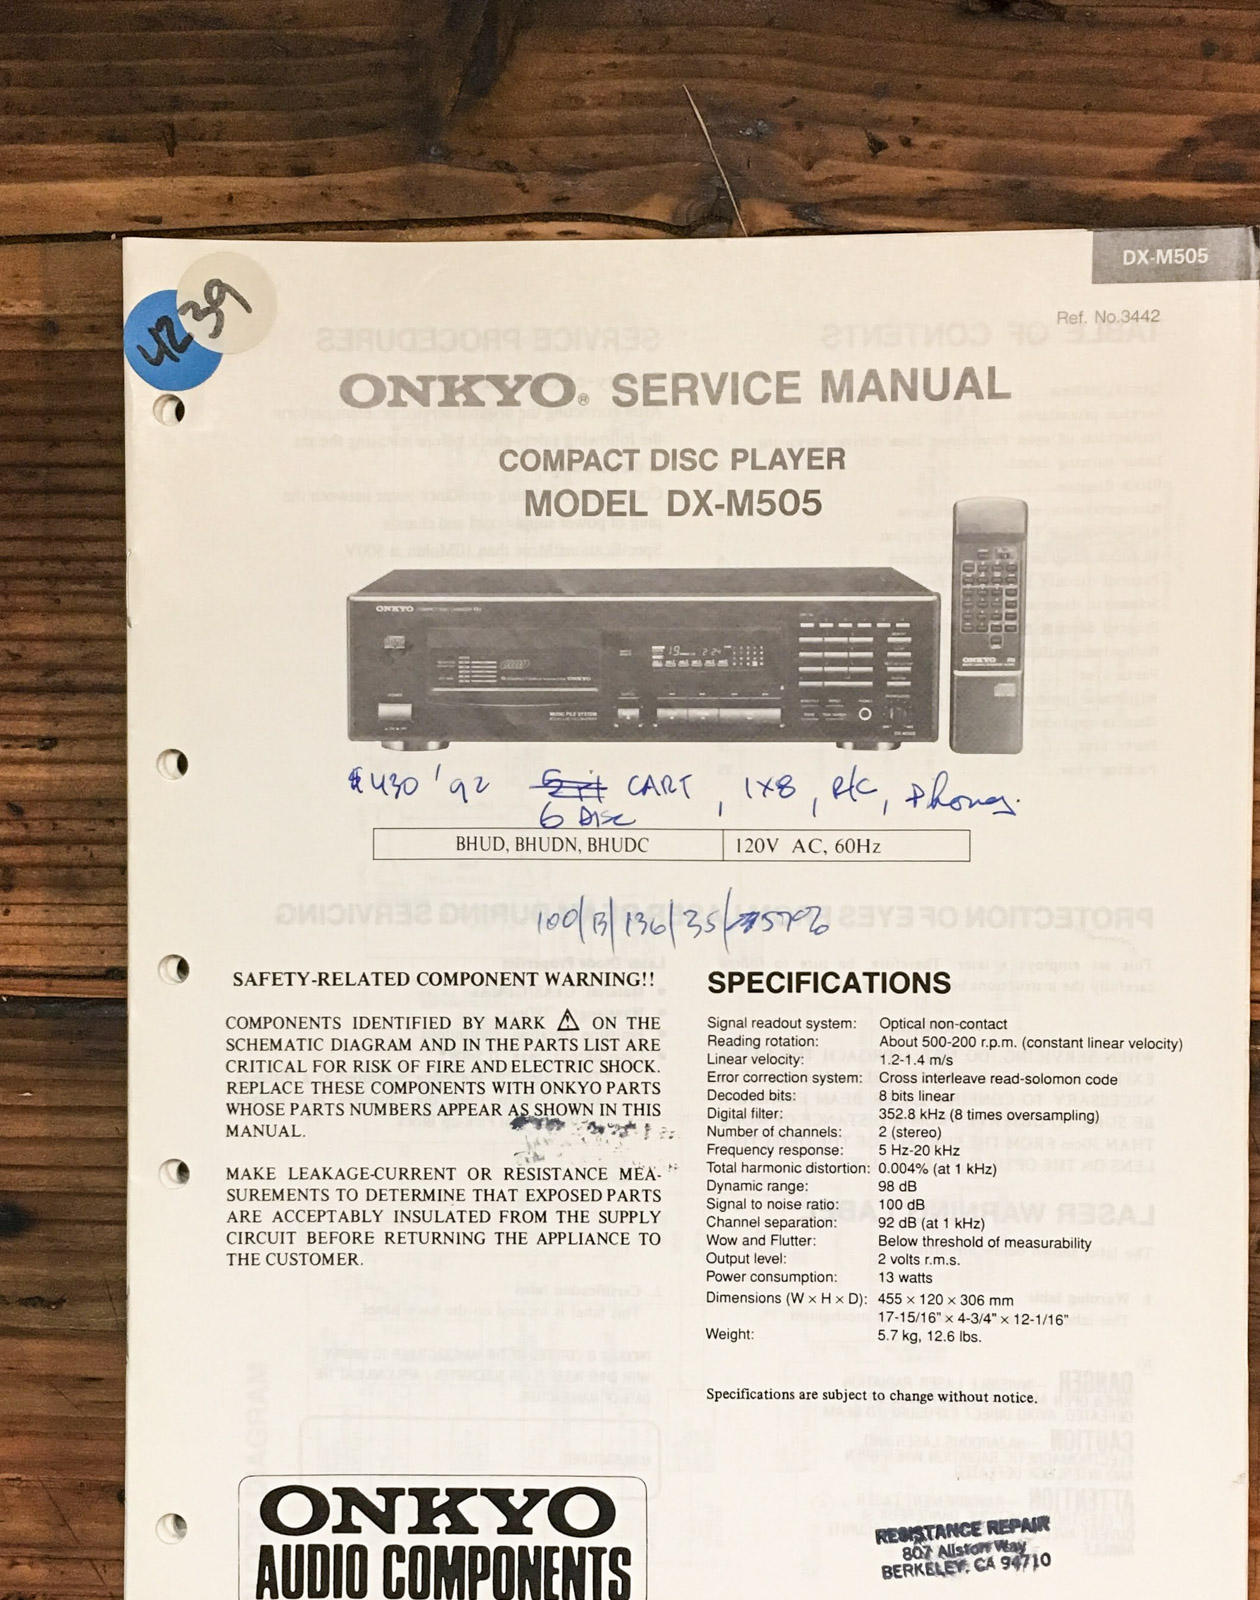 DX-M505
Ref. No.3442
42
39
ONKYO® SERVICE MANUAL
COMPACT DISC PLAYER
MODEL DX-M505
ONKYO
ONKYO
$430 '92 CART, 1X8, R/C, Phones.
6 Disc
BHUD, BHUDN, BHUDC 120V AC, 60Hz
100/13/136/35/
SAFETY-RELATED COMPONENT WARNING!!
COMPONENTS IDENTIFIED BY MARK ⚠ ON THE
SCHEMATIC DIAGRAM AND IN THE PARTS LIST ARE
CRITICAL FOR RISK OF FIRE AND ELECTRIC SHOCK.
REPLACE THESE COMPONENTS WITH ONKYO PARTS
WHOSE PARTS NUMBERS APPEAR AS SHOWN IN THIS
MANUAL.
MAKE LEAKAGE-CURRENT OR RESISTANCE MEA-
SUREMENTS TO DETERMINE THAT EXPOSED PARTS
ARE ACCEPTABLY INSULATED FROM THE SUPPLY
CIRCUIT BEFORE RETURNING THE APPLIANCE TO
THE CUSTOMER.
SPECIFICATIONS
Signal readout system: Optical non-contact
Reading rotation: About 500-200 r.p.m. (constant linear velocity)
Linear velocity: 1.2-1.4 m/s
Error correction system: Cross interleave read-solomon code
Decoded bits: 8 bits linear
Digital filter: 352.8 kHz (8 times oversampling)
Number of channels: 2 (stereo)
Frequency response: 5 Hz-20 kHz
Total harmonic distortion: 0.004% (at 1 kHz)
Dynamic range: 98 dB
Signal to noise ratio: 100 dB
Channel separation: 92 dB (at 1 kHz)
Wow and Flutter: Below threshold of measurability
Output level: 2 volts r.m.s.
Power consumption: 13 watts
Dimensions (W × H × D): 455 × 120 × 306 mm
17-15/16" × 4-3/4" × 12-1/16"
Weight: 5.7 kg, 12.6 lbs.
Specifications are subject to change without notice.
ONKYO
AUDIO COMPONENTS
RESISTANCE REPAIR
807 Allston Way
BERKELEY, CA 94710